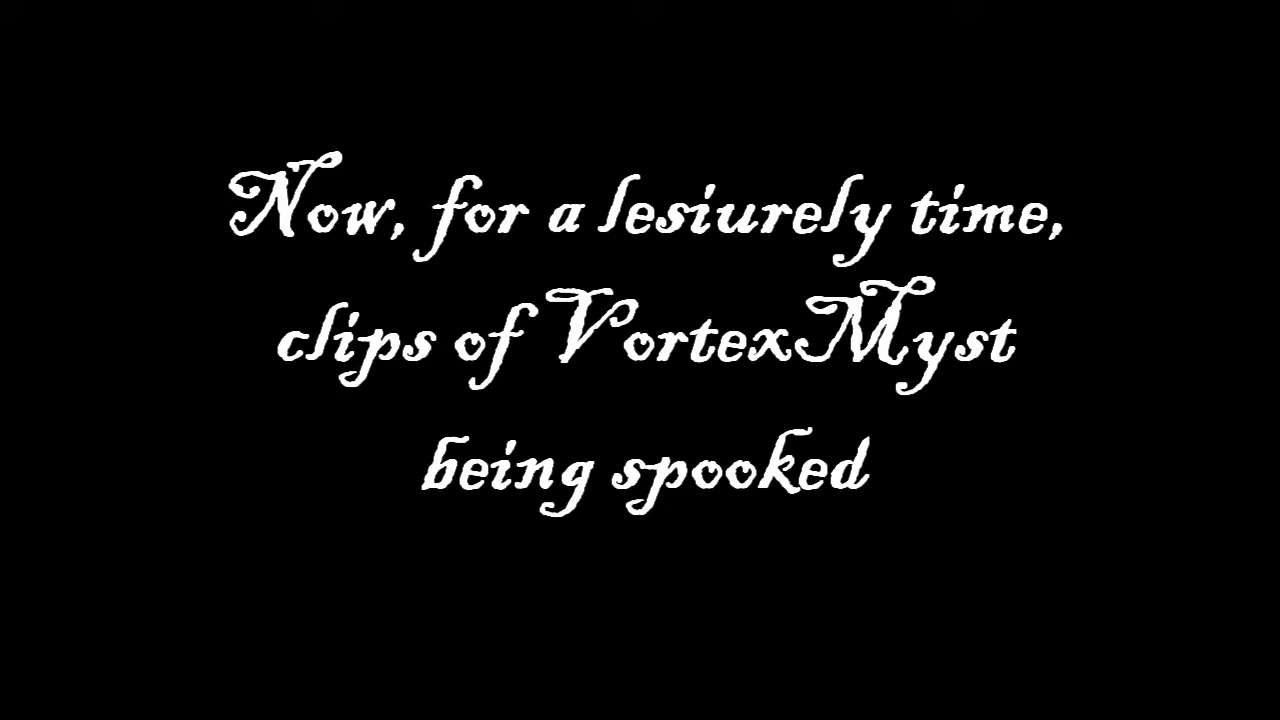 Now, for a lesiurely time,
clips of VortexMyst
being spooked